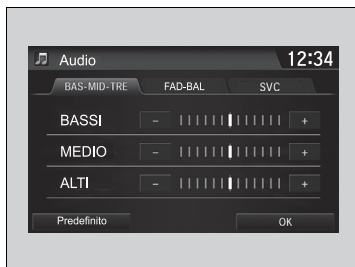 Audio 12:34
BAS-MID-TRE FAD-BAL SVC
BASSI - +
MEDIO - +
ALTI - +
Predefinito OK